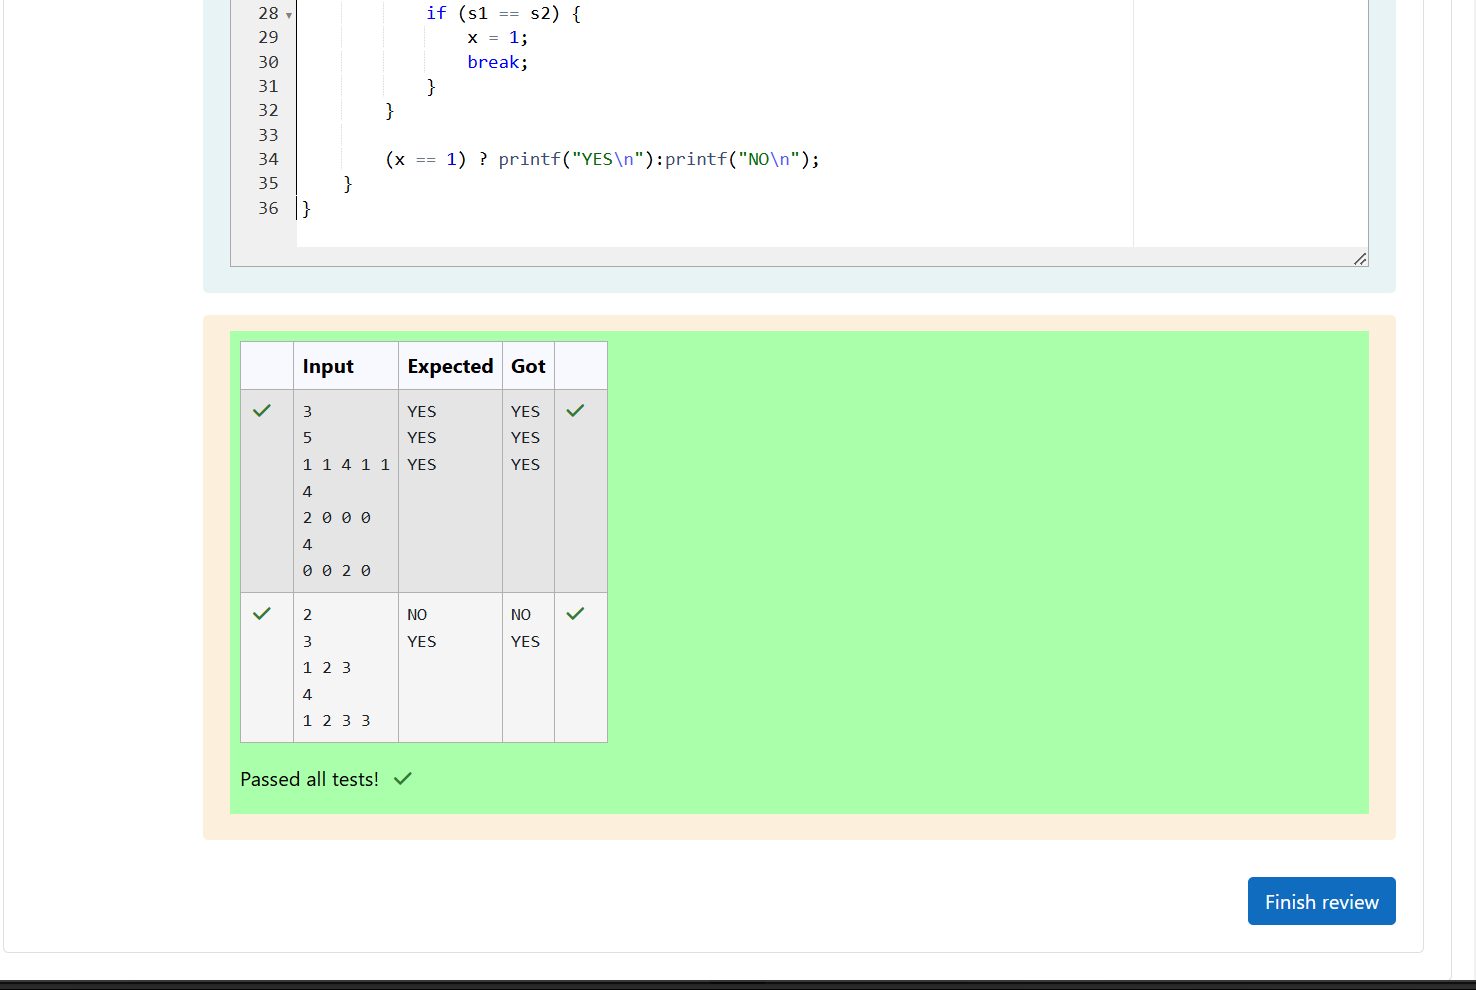 28 if (s1 == s2) {
29 x = 1;
30 break;
31 }
32 }
33
34 (x == 1) ? printf("YES\n"):printf("NO\n");
35 }
36 }
Input Expected Got
3 YES YES
5 YES YES
1 1 4 1 1 YES YES
4
2 0 0 0
4
0 0 2 0
2 NO NO
3 YES YES
1 2 3
4
1 2 3 3
Passed all tests!
Finish review